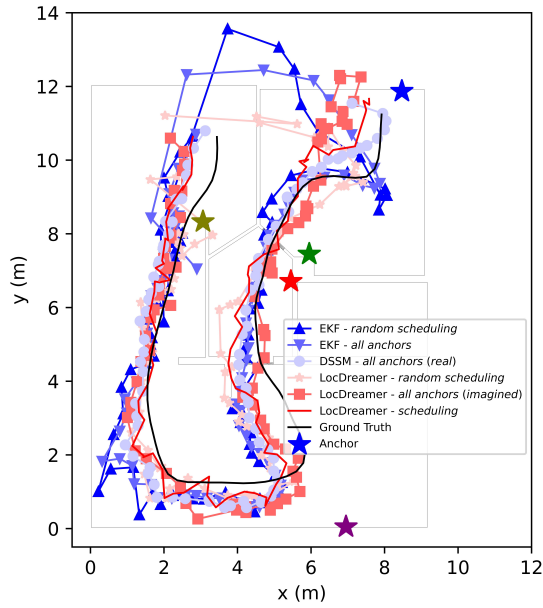 14
12
10
8
6
4
2
0
y (m)
EKF - random scheduling
EKF - all anchors
DSSM - all anchors (real)
LocDreamer - random scheduling
LocDreamer - all anchors (imagined)
LocDreamer - scheduling
Ground Truth
Anchor
0 2 4 6 8 10 12
x (m)